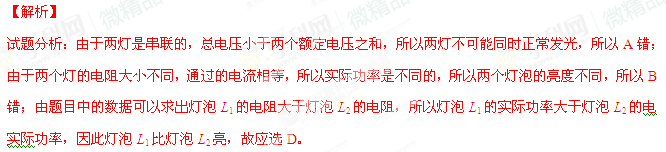 【解析】
试题分析：由于两灯是串联的，总电压小于两个额定电压之和，所以两灯不可能同时正常发光，所以 A 错；
由于两个灯的电阻大小不同，通过的电流相等，所以实际功率是不同的，所以两个灯泡的亮度不同，所以 B
错；由题目中的数据可以求出灯泡 L₁ 的电阻大于灯泡 L₂ 的电阻，所以灯泡 L₁ 的实际功率大于灯泡 L₂ 的电
实际功率，因此灯泡 L₁ 比灯泡 L₂ 亮，故应选 D。